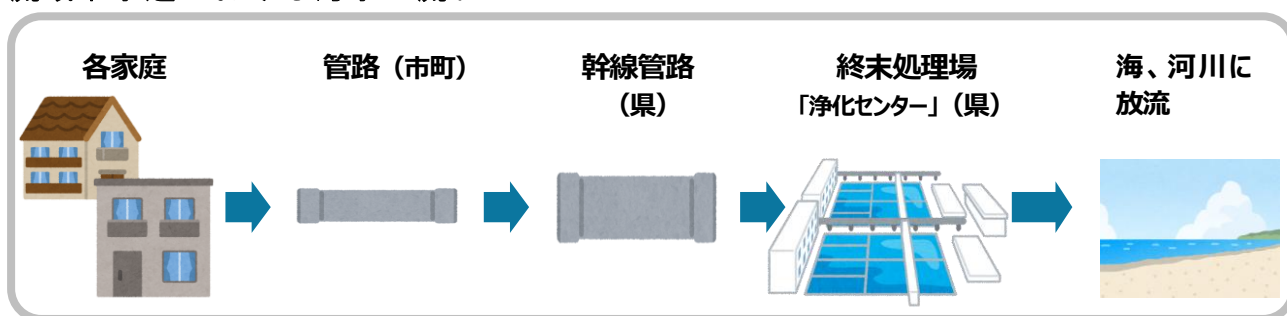 各家庭
管路（市町）
幹線管路
（県）
終末処理場
「浄化センター」（県）
海、河川に
放流